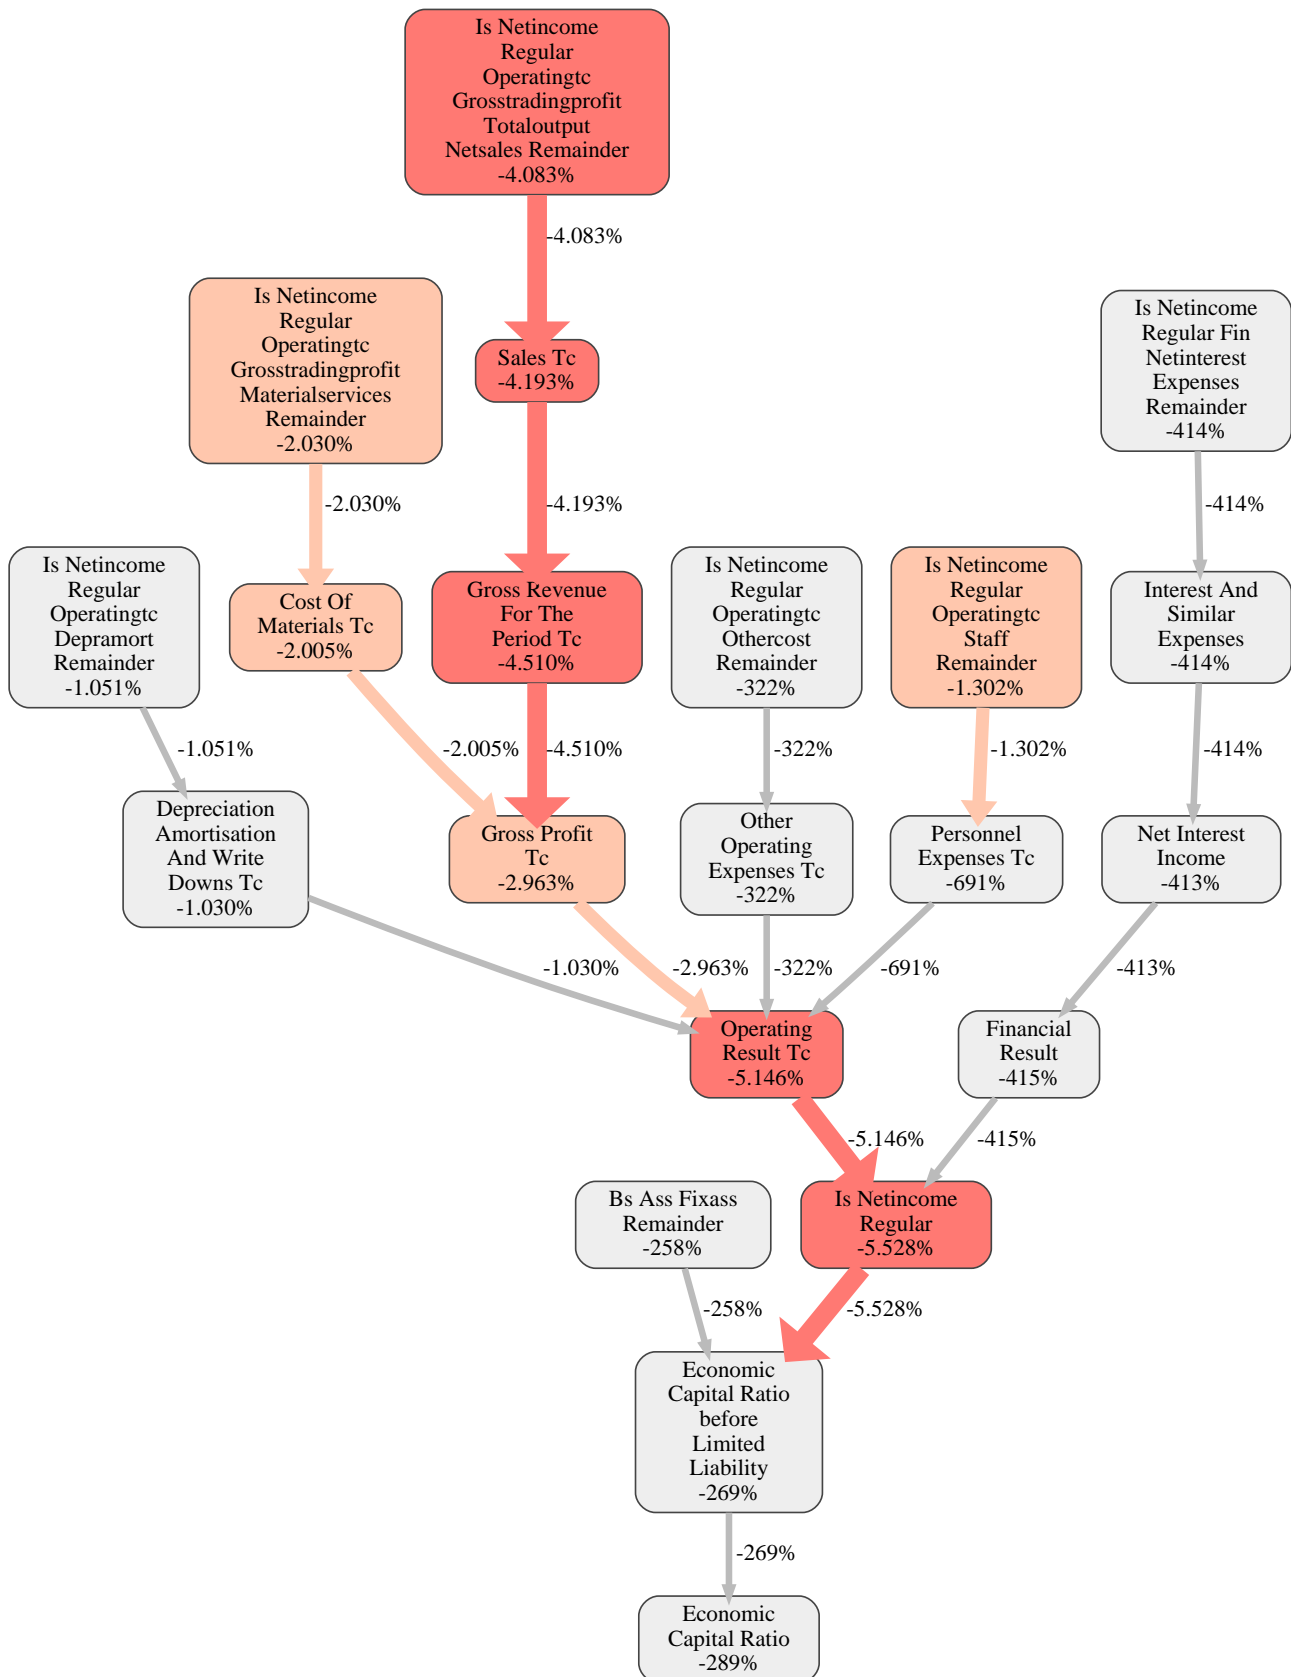 Is Netincome
Regular
Operatingtc
Grosstradingprofit
Totaloutput
Netsales Remainder
-4.083%
-4.083%
Is Netincome
Regular
Operatingtc
Grosstradingprofit
Materialservices
Remainder
-2.030%
Is Netincome
Regular Fin
Netinterest
Expenses
Remainder
-414%
Sales Tc
-4.193%
-2.030%
-4.193%
-414%
Is Netincome
Regular
Operatingtc
Depramort
Remainder
-1.051%
Cost Of
Materials Tc
-2.005%
Gross Revenue
For The
Period Tc
-4.510%
Is Netincome
Regular
Operatingtc
Othercost
Remainder
-322%
Is Netincome
Regular
Operatingtc
Staff
Remainder
-1.302%
Interest And
Similar
Expenses
-414%
-1.051%
-2.005%
-4.510%
-322%
-1.302%
-414%
Depreciation
Amortisation
And Write
Downs Tc
-1.030%
Gross Profit
Tc
-2.963%
Other
Operating
Expenses Tc
-322%
Personnel
Expenses Tc
-691%
Net Interest
Income
-413%
-1.030%
-2.963%
-322%
-691%
-413%
Operating
Result Tc
-5.146%
Financial
Result
-415%
-5.146%
-415%
Bs Ass Fixass
Remainder
-258%
Is Netincome
Regular
-5.528%
-258%
-5.528%
Economic
Capital Ratio
before
Limited
Liability
-269%
-269%
Economic
Capital Ratio
-289%